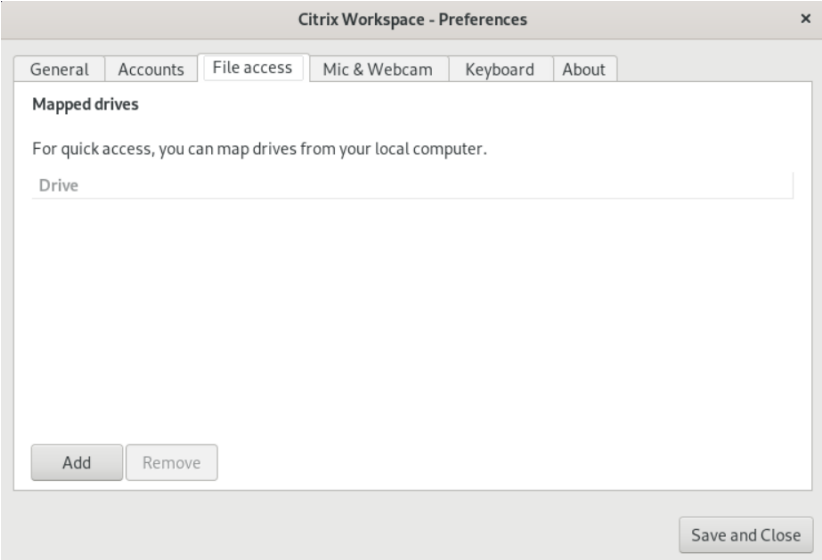 Citrix Workspace - Preferences ×
General Accounts File access Mic & Webcam Keyboard About
Mapped drives
For quick access, you can map drives from your local computer.
Drive
Add Remove
Save and Close